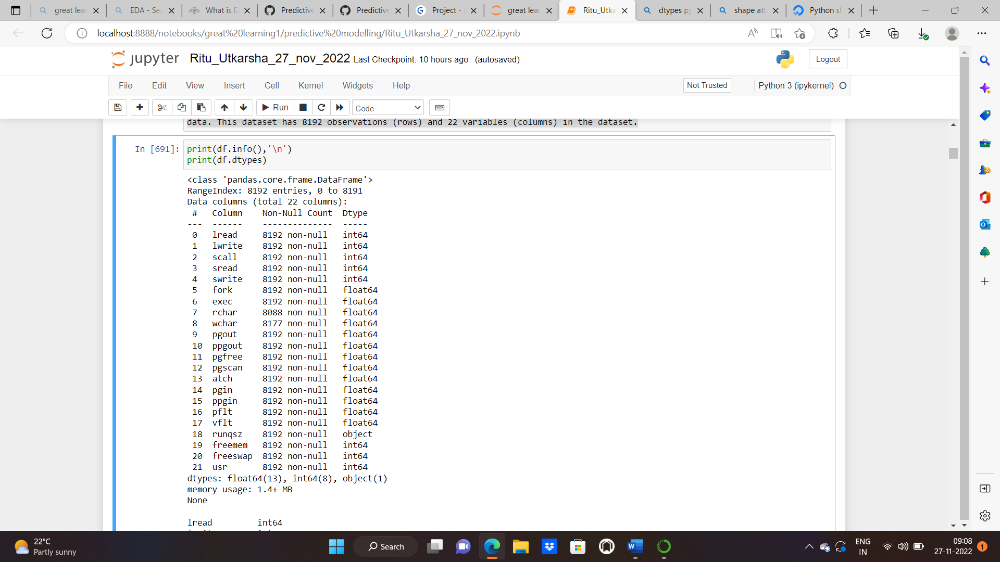 great lear
EDA - Sea
What is E
Predictive
Predictive
Project -
great lear
Ritu_Utka
dtypes py
shape att
Python sh
localhost:8888/notebooks/great%20learning1/predictive%20modelling/Ritu_Utkarsha_27_nov_2022.ipynb
jupyter Ritu_Utkarsha_27_nov_2022 Last Checkpoint: 10 hours ago (autosaved)
Logout
File Edit View Insert Cell Kernel Widgets Help
Not Trusted Python 3 (ipykernel)
Run Code
data. This dataset has 8192 observations (rows) and 22 variables (columns) in the dataset.
In [691]: print(df.info(),'\n')
print(df.dtypes)
<class 'pandas.core.frame.DataFrame'>
RangeIndex: 8192 entries, 0 to 8191
Data columns (total 22 columns):
# Column Non-Null Count Dtype
--- ------ -------------- -----
0 lread 8192 non-null int64
1 lwrite 8192 non-null int64
2 scall 8192 non-null int64
3 sread 8192 non-null int64
4 swrite 8192 non-null int64
5 fork 8192 non-null float64
6 exec 8192 non-null float64
7 rchar 8088 non-null float64
8 wchar 8177 non-null float64
9 pgout 8192 non-null float64
10 ppgout 8192 non-null float64
11 pgfree 8192 non-null float64
12 pgscan 8192 non-null float64
13 atch 8192 non-null float64
14 pgin 8192 non-null float64
15 ppgin 8192 non-null float64
16 pflt 8192 non-null float64
17 vflt 8192 non-null float64
18 runqsz 8192 non-null object
19 freemem 8192 non-null int64
20 freeswap 8192 non-null int64
21 usr 8192 non-null int64
dtypes: float64(13), int64(8), object(1)
memory usage: 1.4+ MB
None
lread int64
22°C
Partly sunny
Search
ENG
IN
09:08
27-11-2022
1